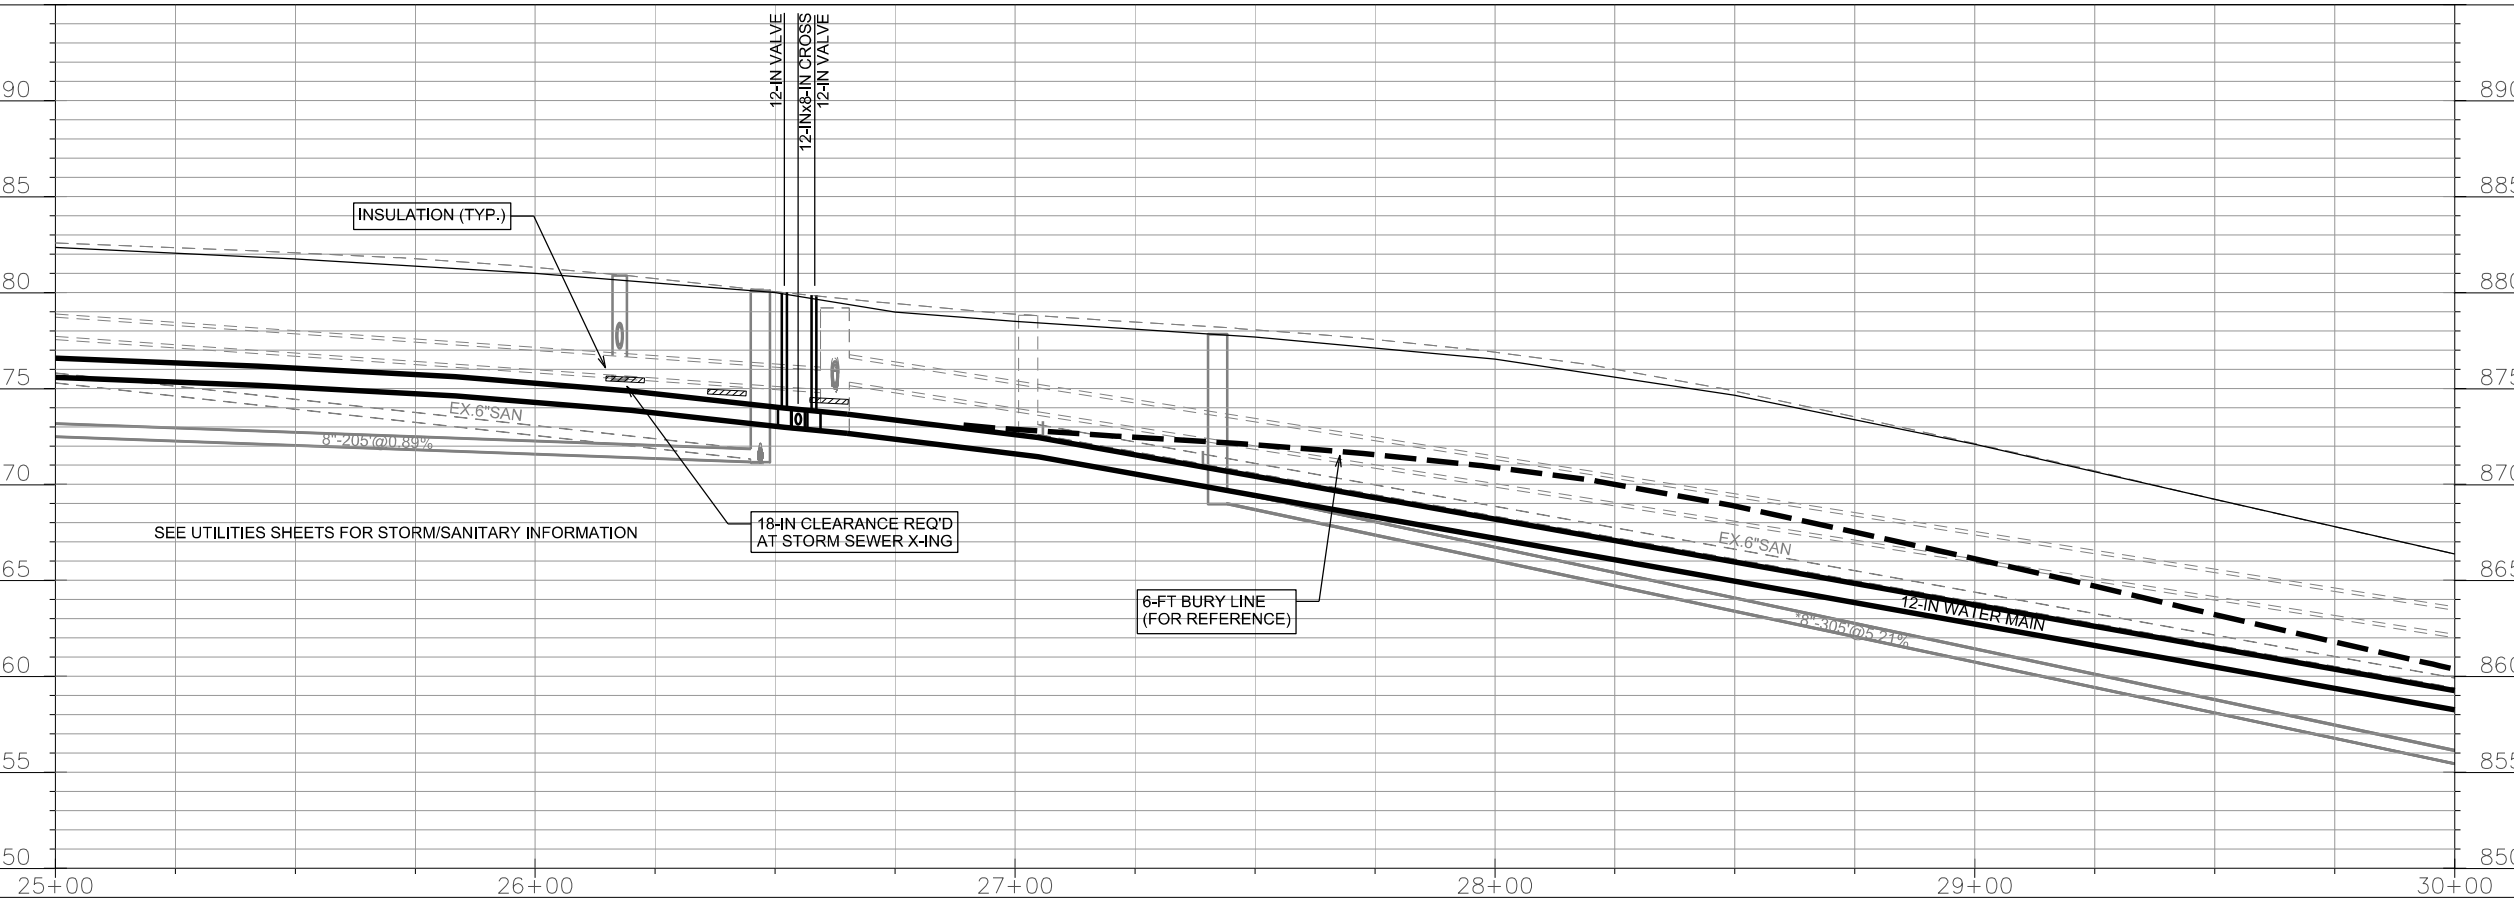 12-IN VALVE
12-INx8-IN CROSS
12-IN VALVE
90
890
85
885
INSULATION (TYP.)
80
880
75
875
EX.6"SAN
8"-205'@0.89%
70
870
18-IN CLEARANCE REQ'D
AT STORM SEWER X-ING
SEE UTILITIES SHEETS FOR STORM/SANITARY INFORMATION
EX.6"SAN
65
865
6-FT BURY LINE
(FOR REFERENCE)
12-IN WATER MAIN
*8"-305'@5.21%
60
860
55
855
50
850
25+00
26+00
27+00
28+00
29+00
30+00